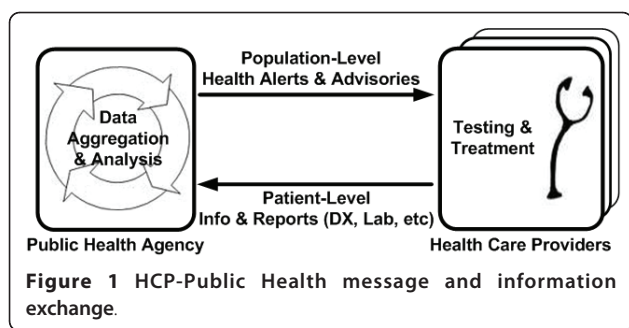 Population-Level
Health Alerts & Advisories
Data
Aggregation
& Analysis
Testing &
Treatment
Patient-Level
Info & Reports (DX, Lab, etc)
Public Health Agency
Health Care Providers
Figure 1 HCP-Public Health message and information
exchange.